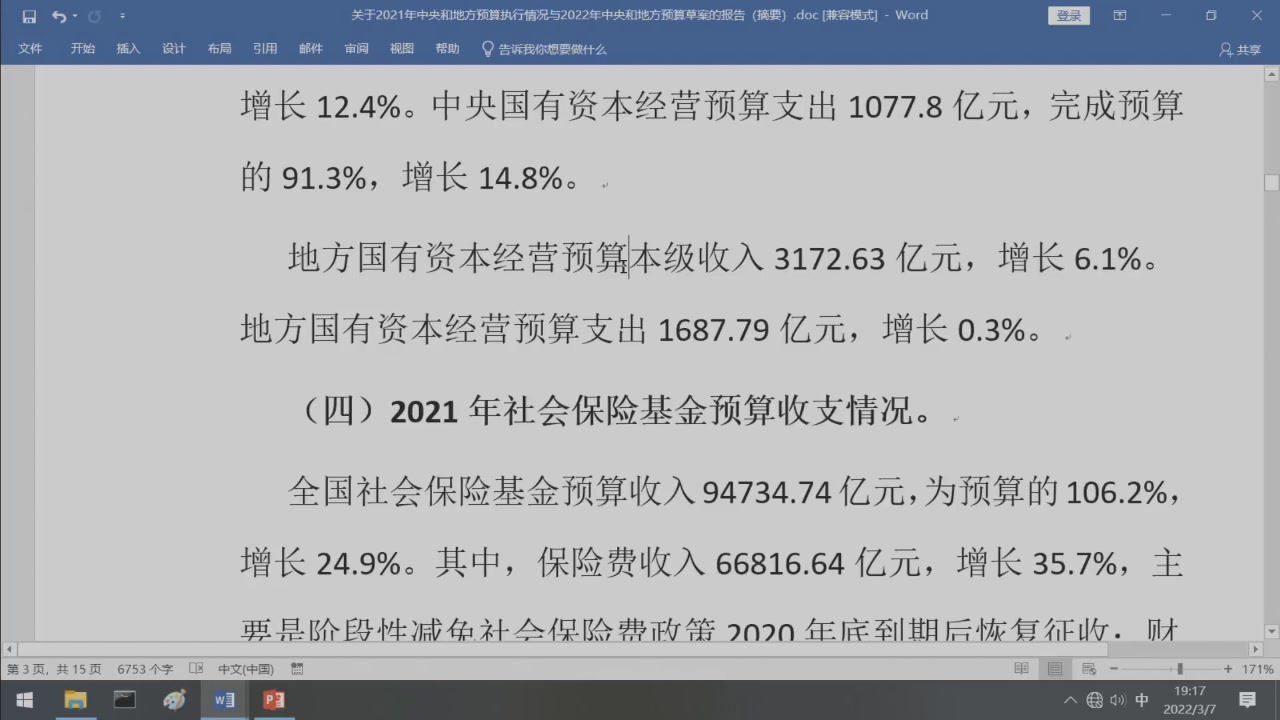 关于2021年中央和地方预算执行情况与2022年中央和地方预算草案的报告（摘要）.doc [兼容模式] - Word
登录
文件 开始 插入 设计 布局 引用 邮件 审阅 视图 帮助 告诉我你想要做什么 共享
增长 12.4%。中央国有资本经营预算支出 1077.8 亿元，完成预算
的 91.3%，增长 14.8%。
地方国有资本经营预算本级收入 3172.63 亿元，增长 6.1%。
地方国有资本经营预算支出 1687.79 亿元，增长 0.3%。
（四）2021 年社会保险基金预算收支情况。
全国社会保险基金预算收入 94734.74 亿元，为预算的 106.2%，
增长 24.9%。其中，保险费收入 66816.64 亿元，增长 35.7%，主
要是阶段性减免社会保险费政策 2020 年底到期后恢复征收；财
第 3 页，共 15 页 6753 个字 中文(中国) 171%
中 19:17
2022/3/7